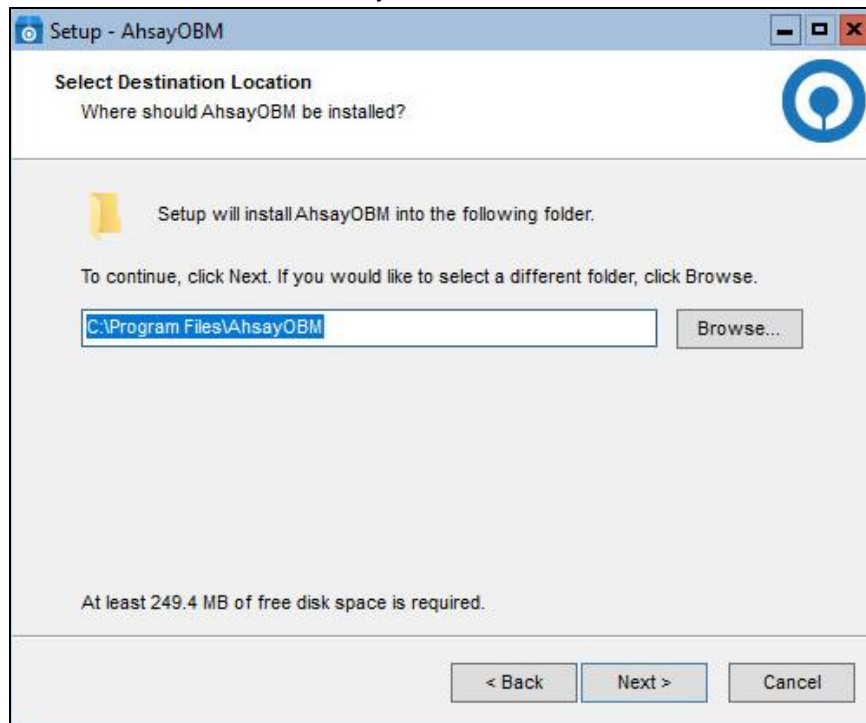 Setup - AhsayOBM
Select Destination Location
Where should AhsayOBM be installed?
Setup will install AhsayOBM into the following folder.
To continue, click Next. If you would like to select a different folder, click Browse.
C:\Program Files\AhsayOBM
Browse...
At least 249.4 MB of free disk space is required.
< Back
Next >
Cancel